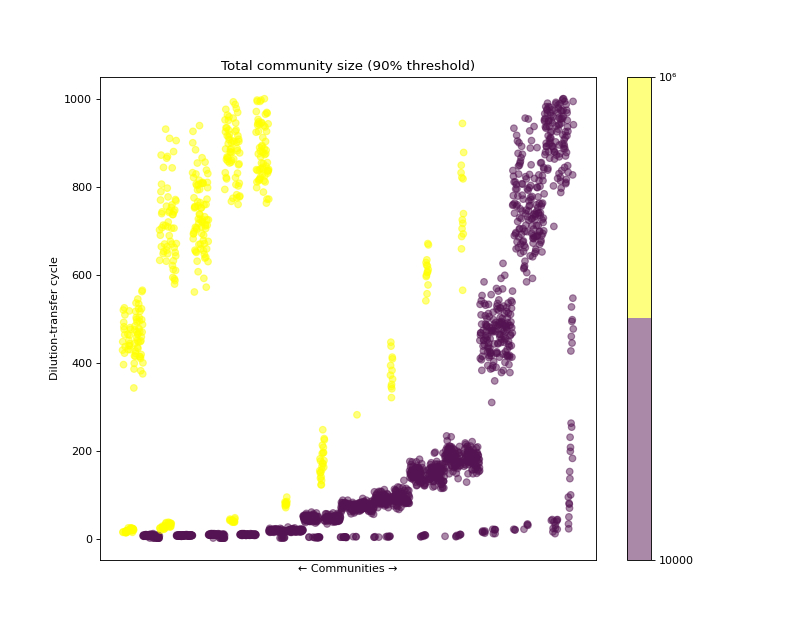 Total community size (90% threshold)
10⁶
1000
800
600
400
200
0
Dilution-transfer cycle
← Communities →
10000